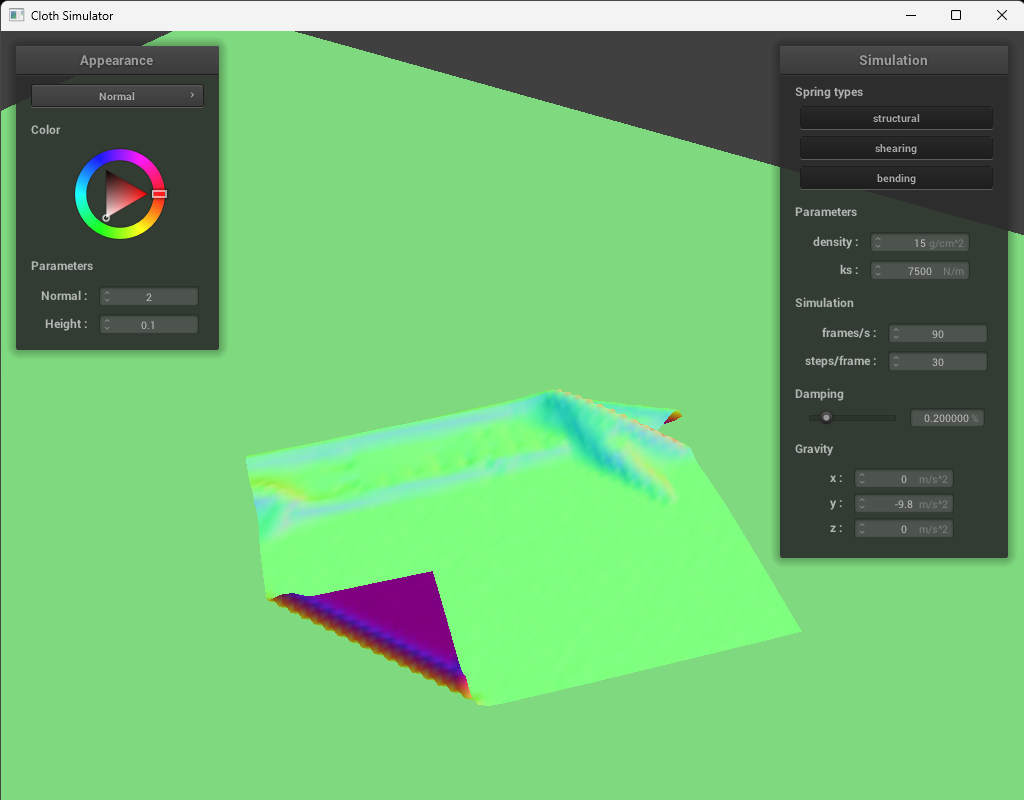 Cloth Simulator
Appearance
Normal
Color
Parameters
Normal : 2
Height : 0.1
Simulation
Spring types
structural
shearing
bending
Parameters
density : 15 g/cm^2
ks : 7500 N/m
Simulation
frames/s : 90
steps/frame : 30
Damping
0.200000 %
Gravity
x : 0 m/s^2
y : -9.8 m/s^2
z : 0 m/s^2